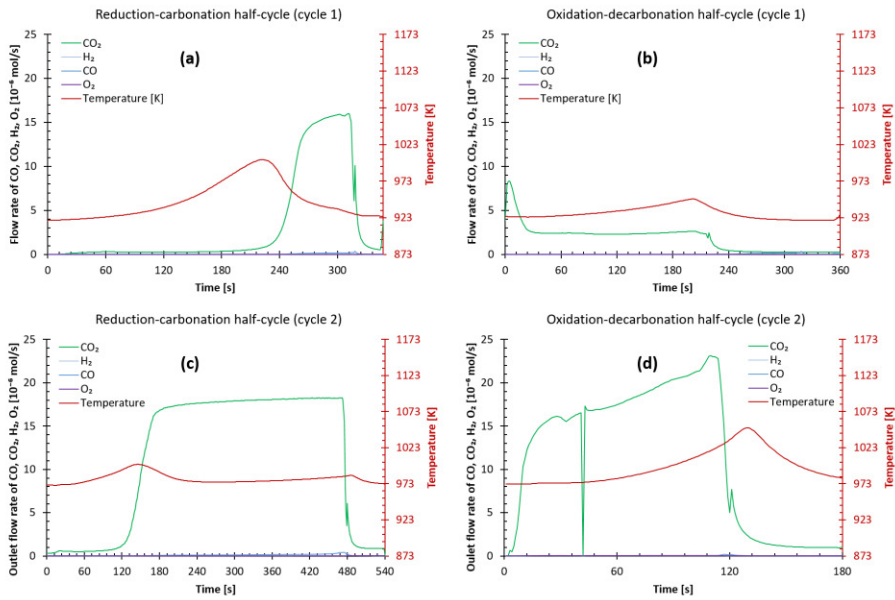 Reduction-carbonation half-cycle (cycle 1)
(a)
CO₂
H₂
CO
O₂
Temperature [K]
25
20
15
10
5
0
Flow rate of CO, CO₂, H₂, O₂ [10⁻⁶ mol/s]
1173
1123
1073
1023
973
923
873
Temperature [K]
0 60 120 180 240 300
Time [s]
Oxidation-decarbonation half-cycle (cycle 1)
(b)
CO₂
H₂
CO
O₂
Temperature [K]
25
20
15
10
5
0
Flow rate of CO, CO₂, H₂, O₂ [10⁻⁶ mol/s]
1173
1123
1073
1023
973
923
873
Temperature [K]
0 60 120 180 240 300 360
Time [s]
Reduction-carbonation half-cycle (cycle 2)
(c)
CO₂
H₂
CO
O₂
Temperature
25
20
15
10
5
0
Outlet flow rate of CO, CO₂, H₂, O₂ [10⁻⁶ mol/s]
1173
1123
1073
1023
973
923
873
Temperature [K]
0 60 120 180 240 300 360 420 480 540
Time [s]
Oxidation-decarbonation half-cycle (cycle 2)
(d)
CO₂
H₂
CO
O₂
Temperature
25
20
15
10
5
0
Oulet flow rate of CO, CO₂, H₂, O₂ [10⁻⁶ mol/s]
1173
1123
1073
1023
973
923
873
Temperature [K]
0 60 120 180
Time [s]